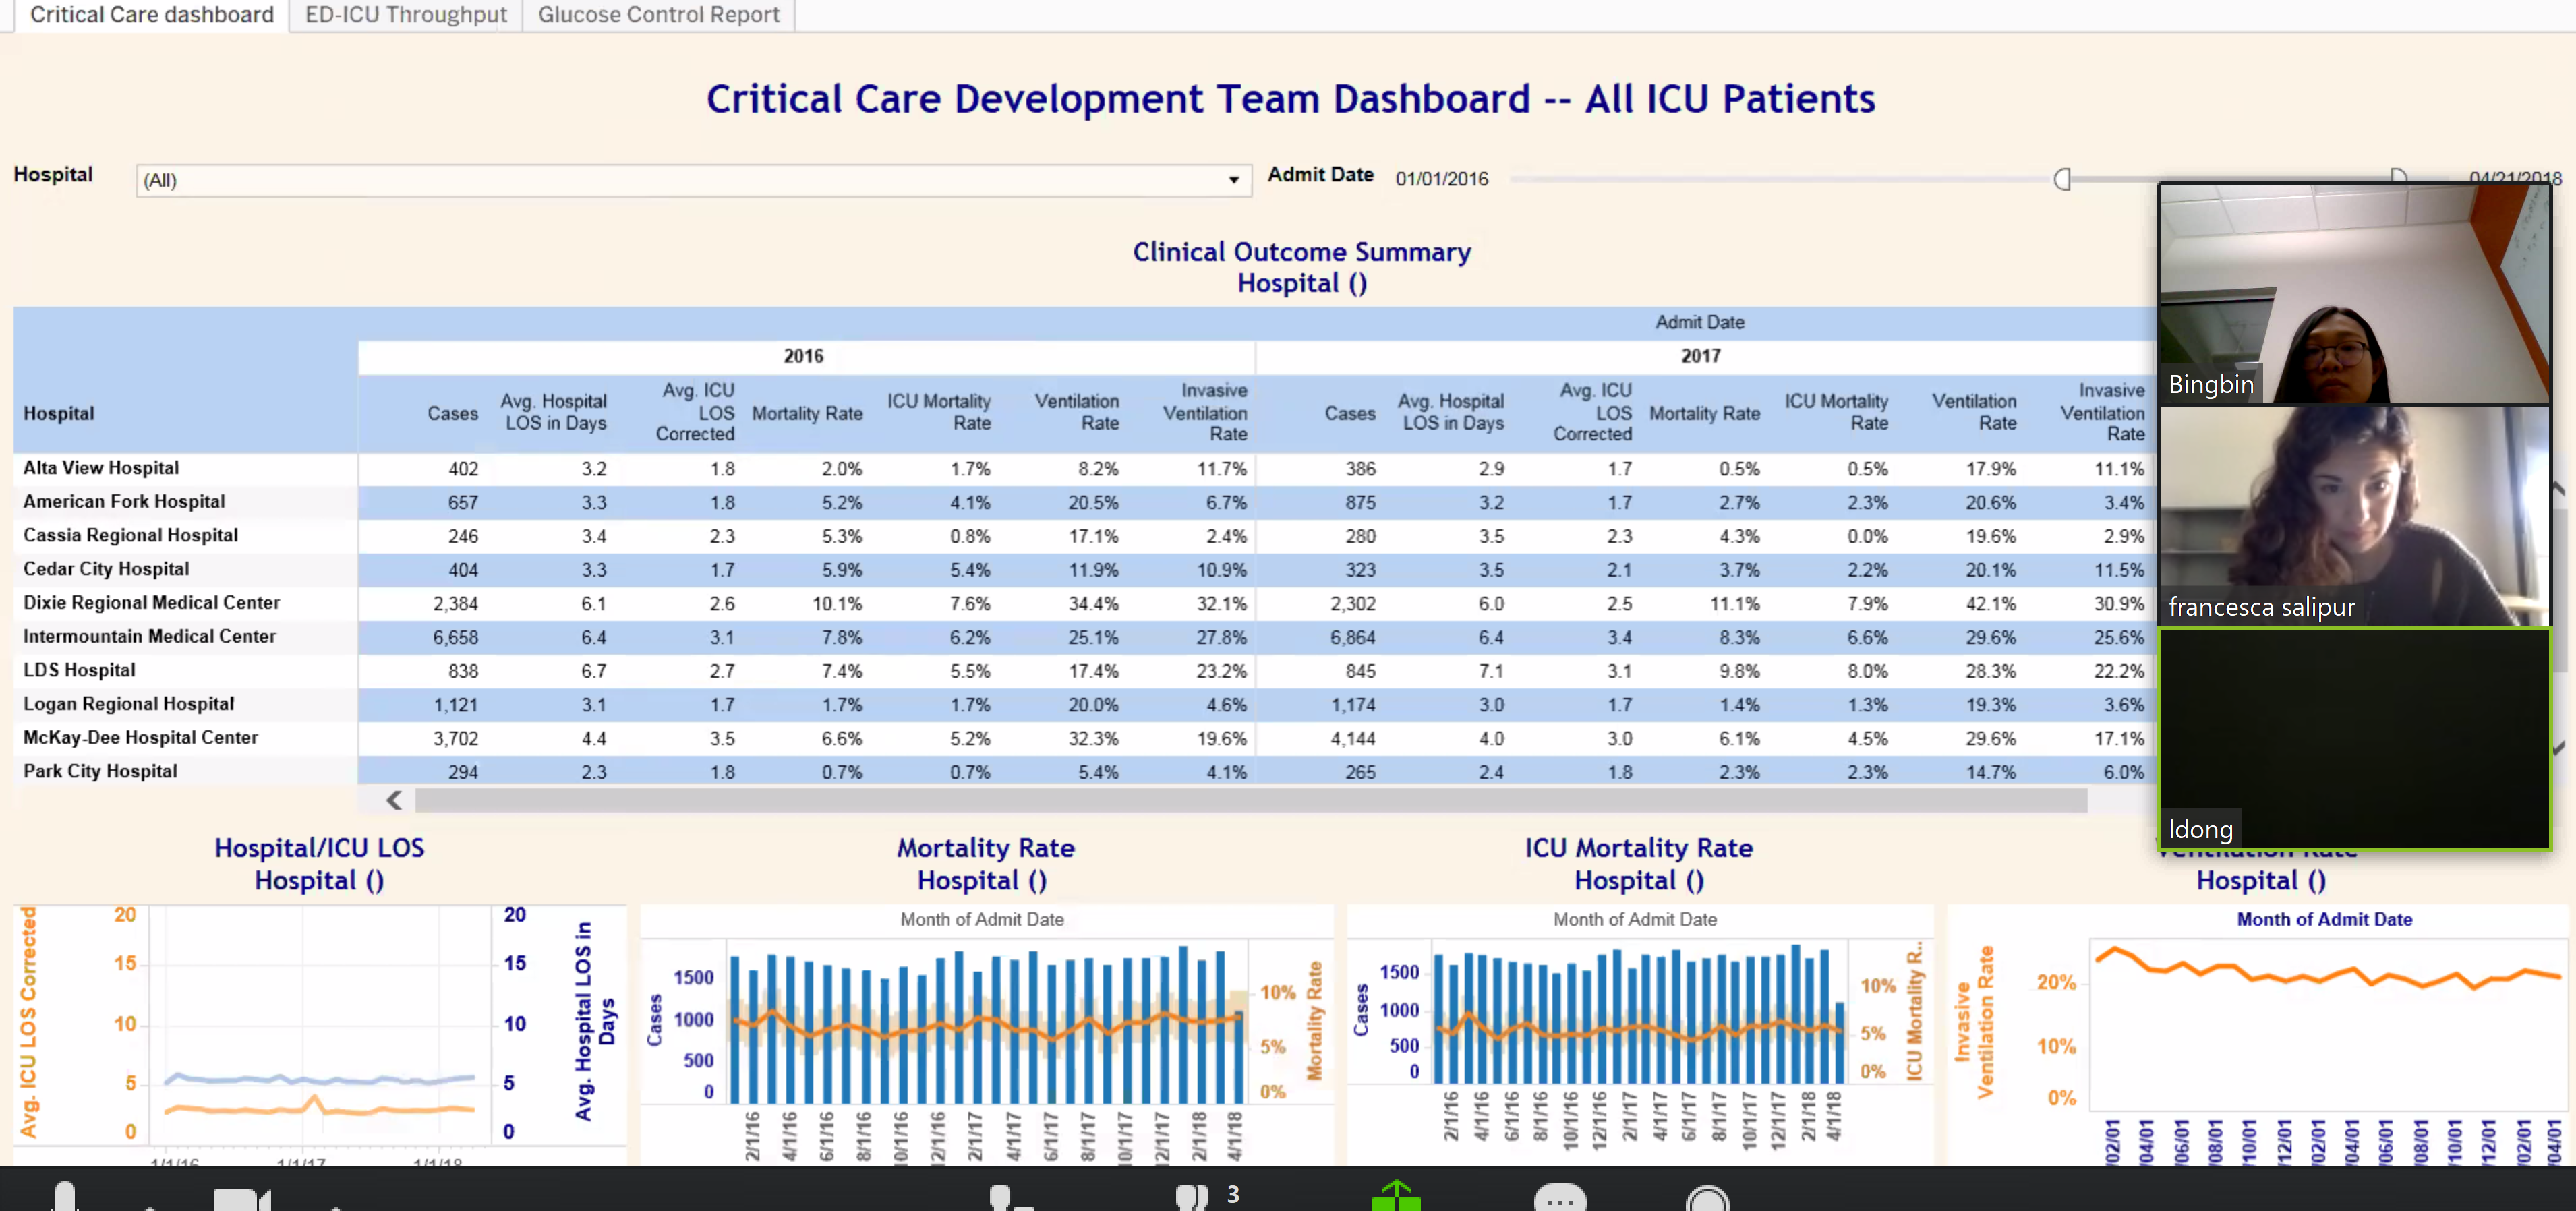 Critical Care dashboard ED-ICU Throughput Glucose Control Report
Critical Care Development Team Dashboard -- All ICU Patients
Hospital (All) Admit Date 01/01/2016 04/21/2018
Clinical Outcome Summary
Hospital ()
Admit Date
2016 2017
Hospital Cases Avg. Hospital LOS in Days Avg. ICU LOS Corrected Mortality Rate ICU Mortality Rate Ventilation Rate Invasive Ventilation Rate Cases Avg. Hospital LOS in Days Avg. ICU LOS Corrected Mortality Rate ICU Mortality Rate Ventilation Rate Invasive Ventilation Rate
Alta View Hospital 402 3.2 1.8 2.0% 1.7% 8.2% 11.7% 386 2.9 1.7 0.5% 0.5% 17.9% 11.1%
American Fork Hospital 657 3.3 1.8 5.2% 4.1% 20.5% 6.7% 875 3.2 1.7 2.7% 2.3% 20.6% 3.4%
Cassia Regional Hospital 246 3.4 2.3 5.3% 0.8% 17.1% 2.4% 280 3.5 2.3 4.3% 0.0% 19.6% 2.9%
Cedar City Hospital 404 3.3 1.7 5.9% 5.4% 11.9% 10.9% 323 3.5 2.1 3.7% 2.2% 20.1% 11.5%
Dixie Regional Medical Center 2,384 6.1 2.6 10.1% 7.6% 34.4% 32.1% 2,302 6.0 2.5 11.1% 7.9% 42.1% 30.9%
Intermountain Medical Center 6,658 6.4 3.1 7.8% 6.2% 25.1% 27.8% 6,864 6.4 3.4 8.3% 6.6% 29.6% 25.6%
LDS Hospital 838 6.7 2.7 7.4% 5.5% 17.4% 23.2% 845 7.1 3.1 9.8% 8.0% 28.3% 22.2%
Logan Regional Hospital 1,121 3.1 1.7 1.7% 1.7% 20.0% 4.6% 1,174 3.0 1.7 1.4% 1.3% 19.3% 3.6%
McKay-Dee Hospital Center 3,702 4.4 3.5 6.6% 5.2% 32.3% 19.6% 4,144 4.0 3.0 6.1% 4.5% 29.6% 17.1%
Park City Hospital 294 2.3 1.8 0.7% 0.7% 5.4% 4.1% 265 2.4 1.8 2.3% 2.3% 14.7% 6.0%
Bingbin
francesca salipur
ldong
Hospital/ICU LOS
Hospital ()
Avg. ICU LOS Corrected
20
15
10
5
0
20
15
10
5
0
Avg. Hospital LOS in
Days
1/1/16 1/1/17 1/1/18
Mortality Rate
Hospital ()
Month of Admit Date
Cases
1500
1000
500
0
10%
5%
0%
Mortality Rate
2/1/16 4/1/16 6/1/16 8/1/16 10/1/16 12/1/16 2/1/17 4/1/17 6/1/17 8/1/17 10/1/17 12/1/17 2/1/18 4/1/18
ICU Mortality Rate
Hospital ()
Month of Admit Date
Cases
1500
1000
500
0
10%
5%
0%
ICU Mortality R..
2/1/16 4/1/16 6/1/16 8/1/16 10/1/16 12/1/16 2/1/17 4/1/17 6/1/17 8/1/17 10/1/17 12/1/17 2/1/18 4/1/18
Ventilation Rate
Hospital ()
Month of Admit Date
Invasive
Ventilation Rate
20%
10%
0%
/02/01 /04/01 /06/01 /08/01 /10/01 /12/01 /02/01 /04/01 /06/01 /08/01 /10/01 /12/01 /02/01 /04/01
3